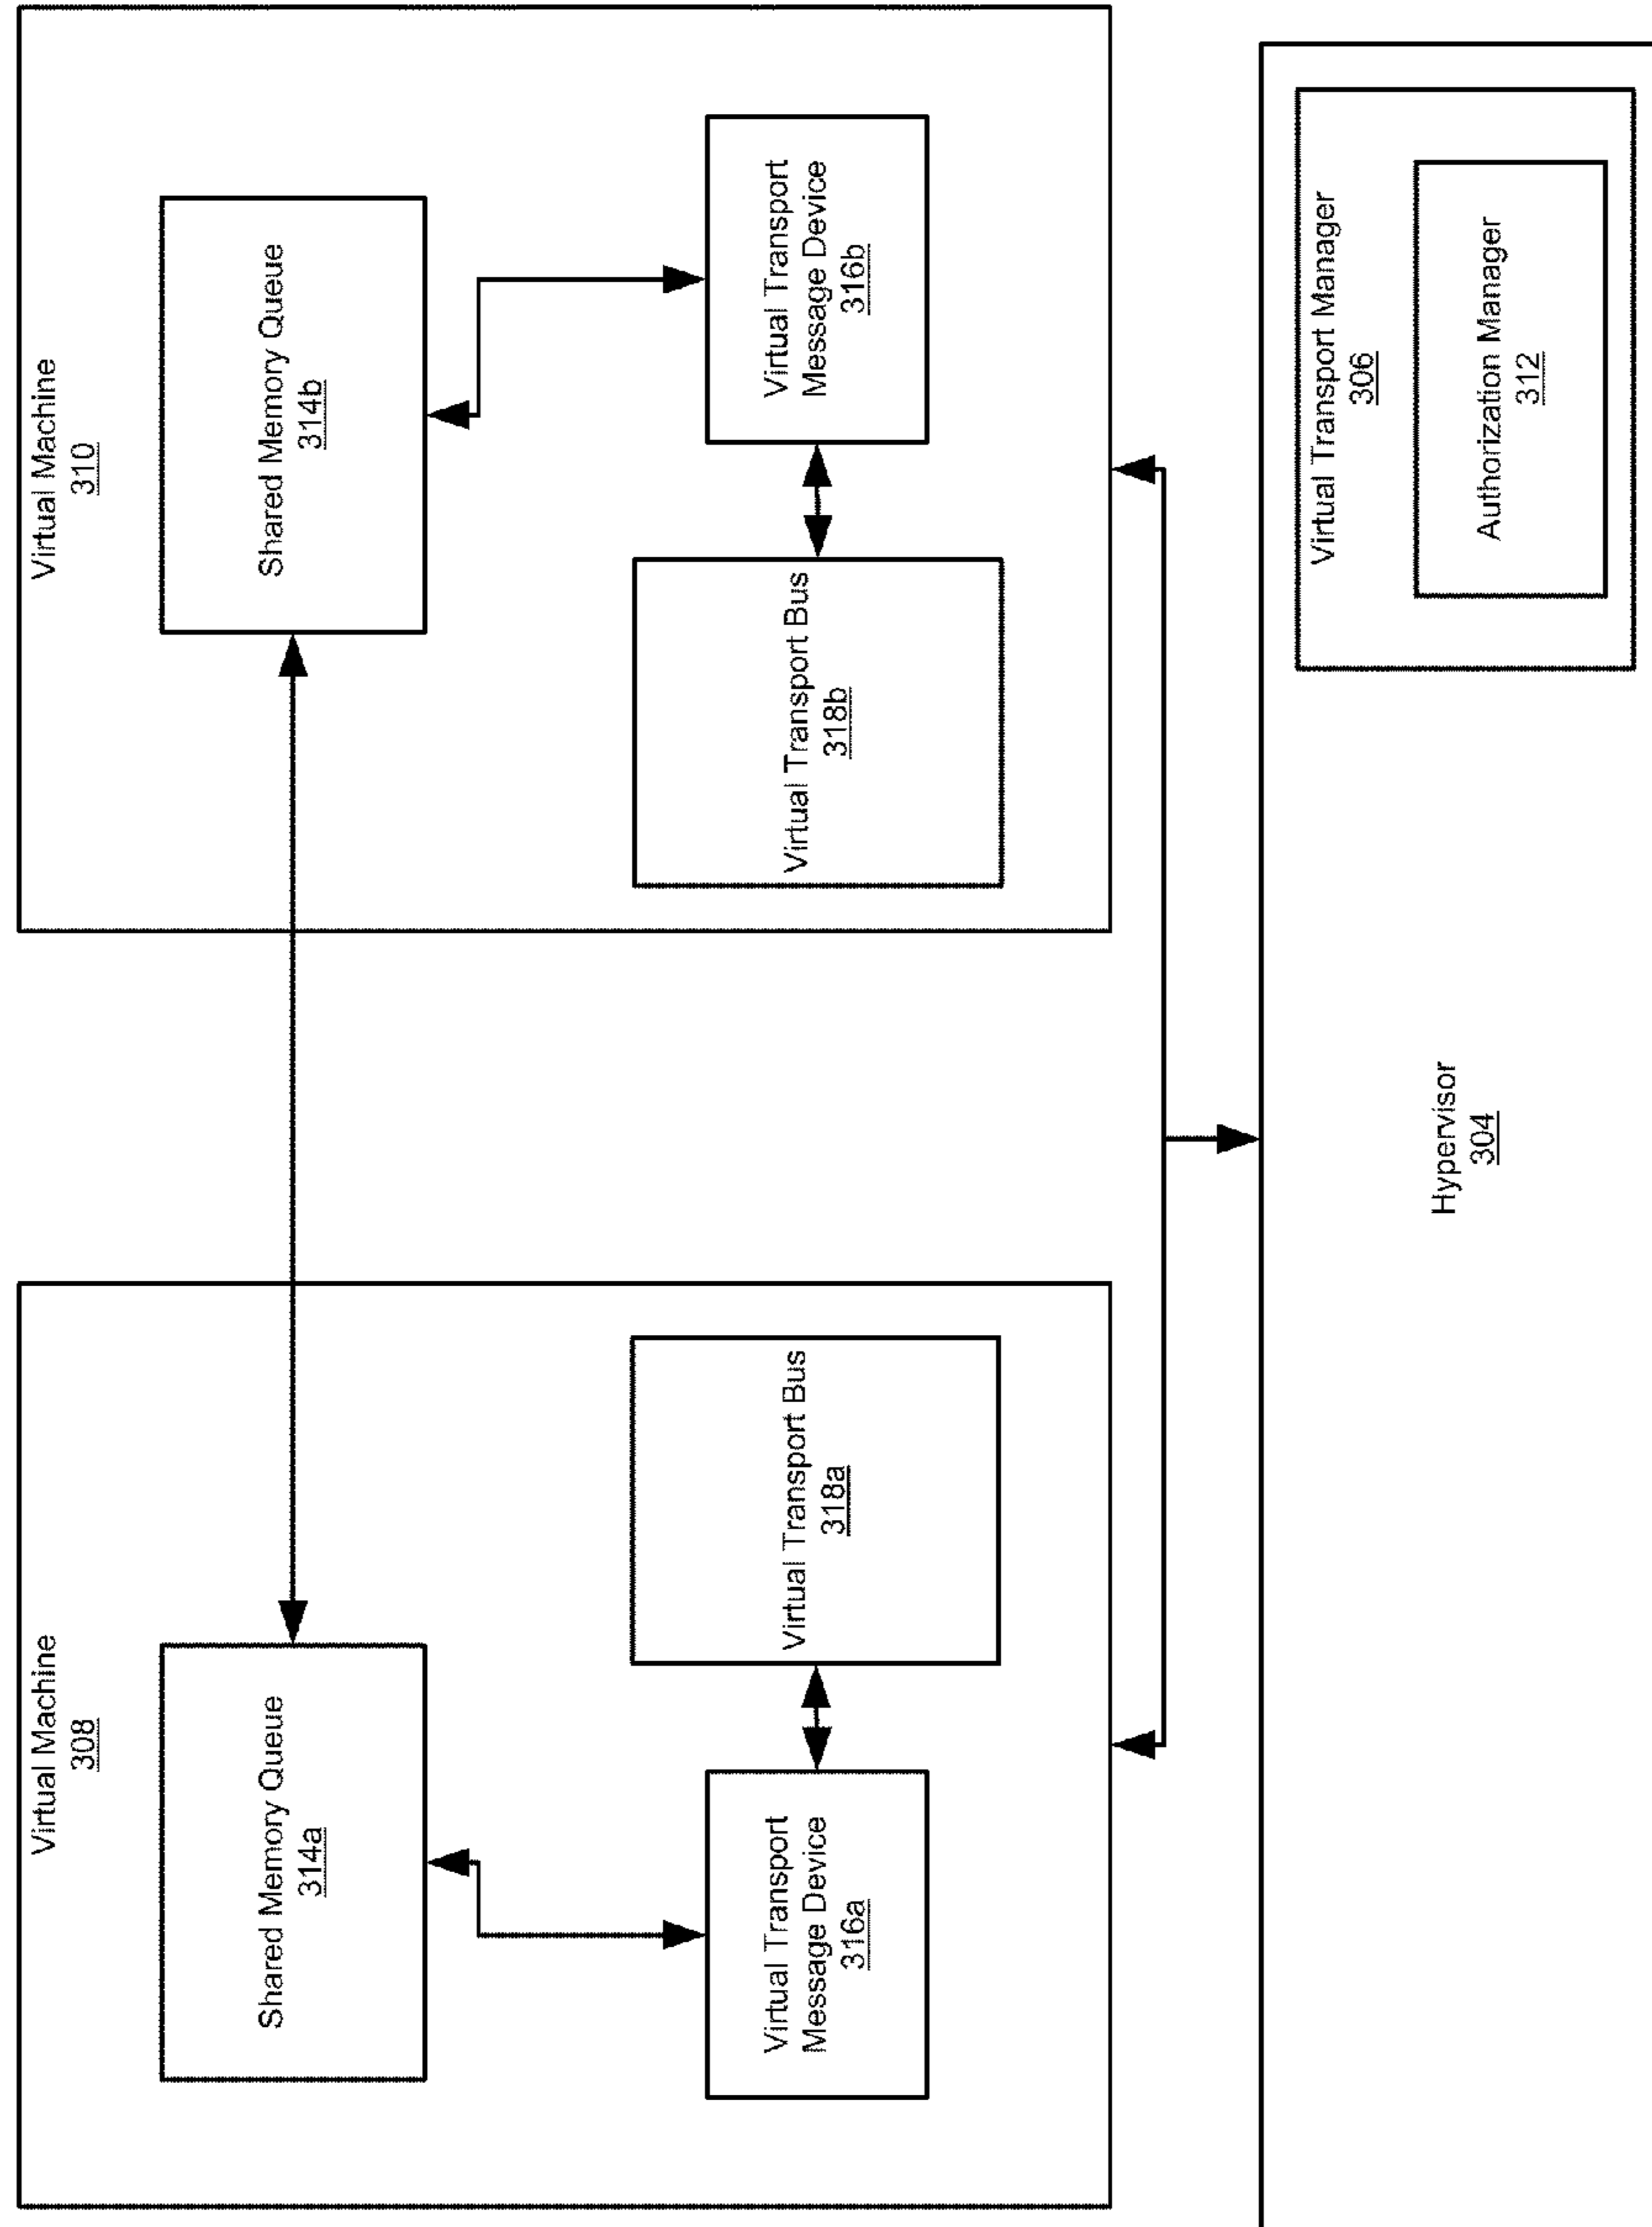 Virtual Machine
308
Shared Memory Queue
314a
Virtual Transport
Message Device
316a
Virtual Transport Bus
318a
Virtual Machine
310
Shared Memory Queue
314b
Virtual Transport Bus
318b
Virtual Transport
Message Device
316b
Hypervisor
304
Virtual Transport Manager
306
Authorization Manager
312